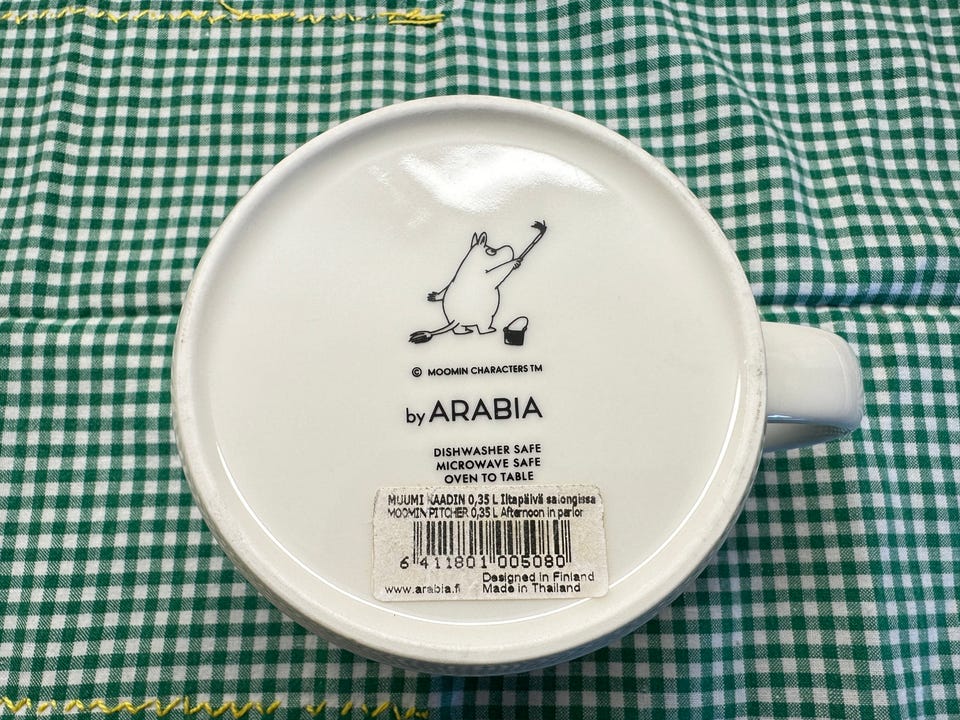 © MOOMIN CHARACTERS TM
by ARABIA
DISHWASHER SAFE
MICROWAVE SAFE
OVEN TO TABLE
MUUMI KAADIN 0,35 L Iltapäivä salongissa
MOOMIN PITCHER 0,35 L Afternoon in parlor
6 411801 005080
Designed in Finland
www.arabia.fi Made in Thailand